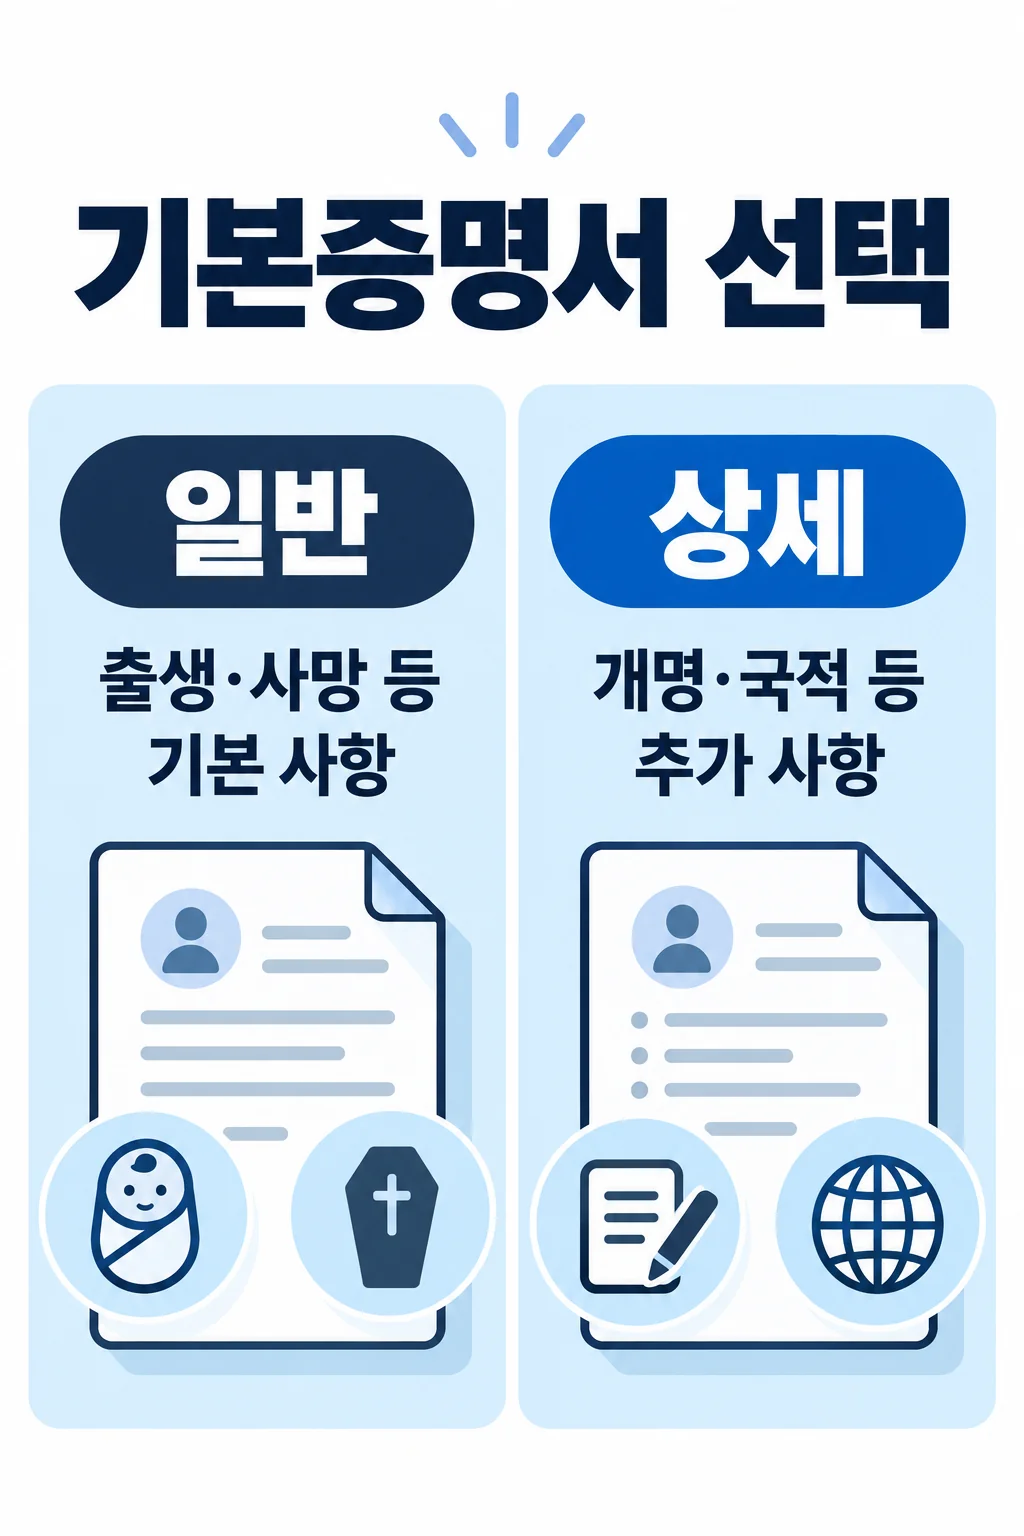 기본증명서 선택
일반
출생·사망 등
기본 사항
상세
개명·국적 등
추가 사항